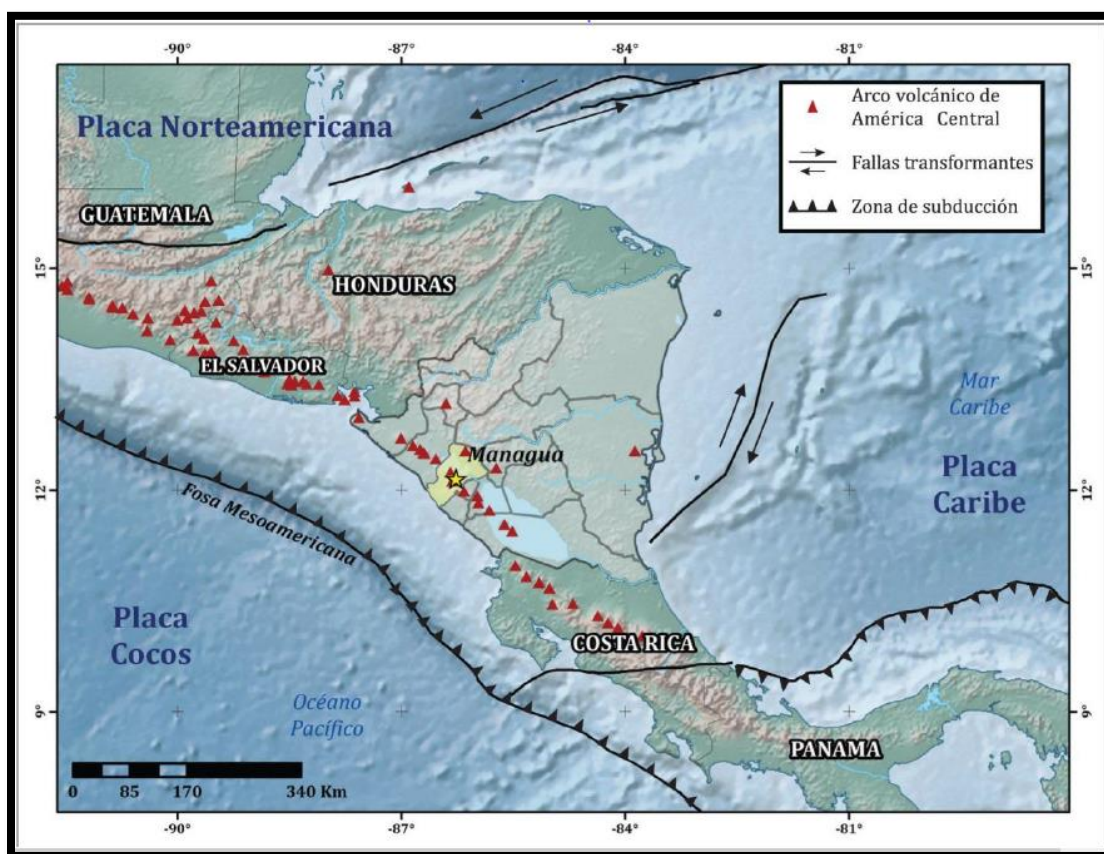 -90°
-87°
-84°
-81°
Placa Norteamericana
Arco volcánico de
América Central
Fallas transformantes
Zona de subducción
GUATEMALA
15°
15°
HONDURAS
EL SALVADOR
Mar
Caribe
Managua
Placa
Caribe
12°
12°
Fosa Mesoamericana
Placa
Cocos
COSTA RICA
Océano
Pacífico
9°
9°
PANAMA
0 85 170 340 Km
-90°
-87°
-84°
-81°